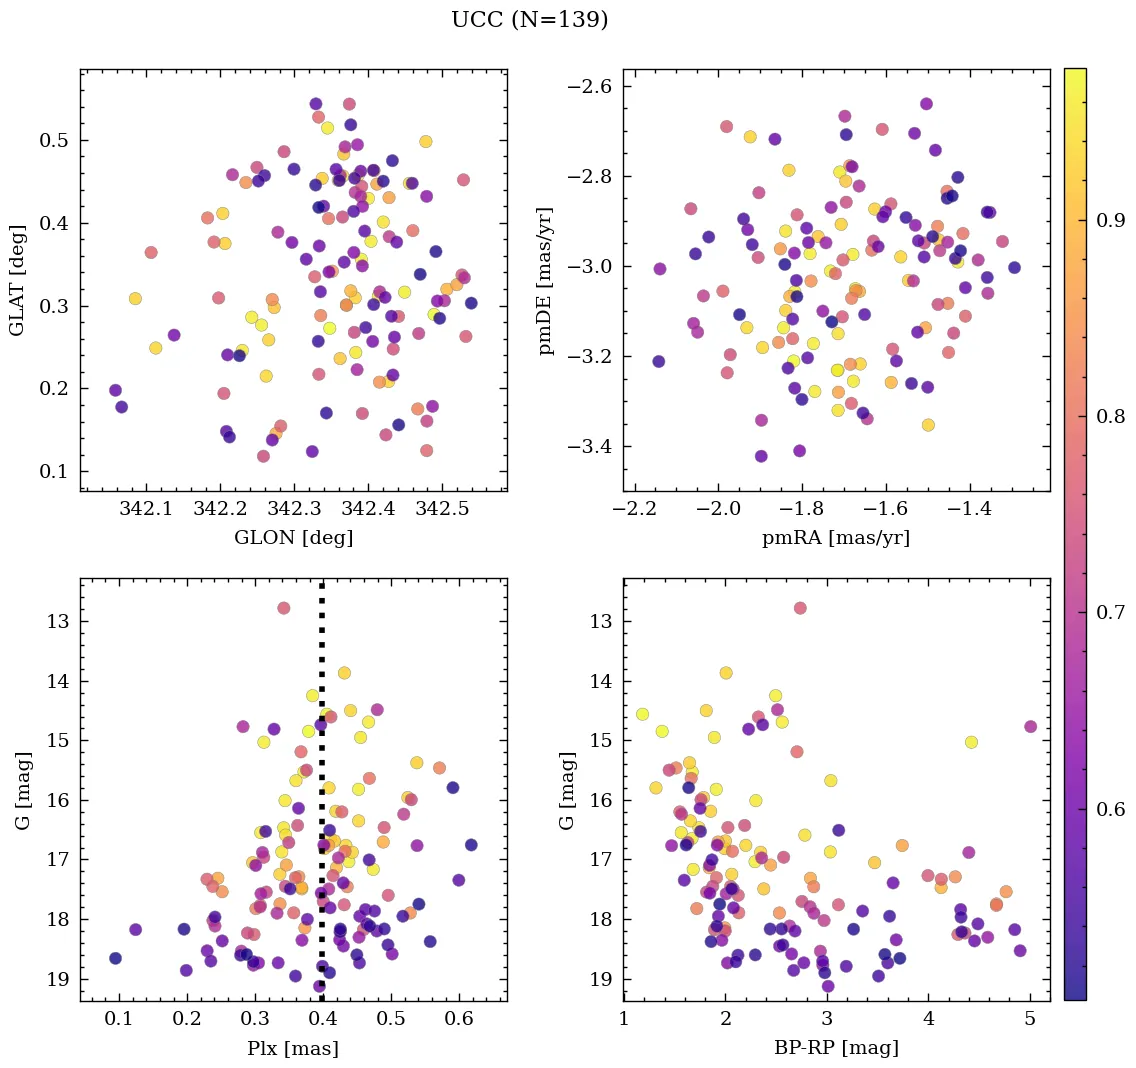 UCC (N=139)
0.5
0.4
0.3
0.2
0.1
GLAT [deg]
342.1 342.2 342.3 342.4 342.5
GLON [deg]
−2.6
−2.8
−3.0
−3.2
−3.4
pmDE [mas/yr]
−2.2 −2.0 −1.8 −1.6 −1.4
pmRA [mas/yr]
0.9
0.8
0.7
0.6
13
14
15
16
17
18
19
G [mag]
0.1 0.2 0.3 0.4 0.5 0.6
Plx [mas]
13
14
15
16
17
18
19
G [mag]
1 2 3 4 5
BP-RP [mag]